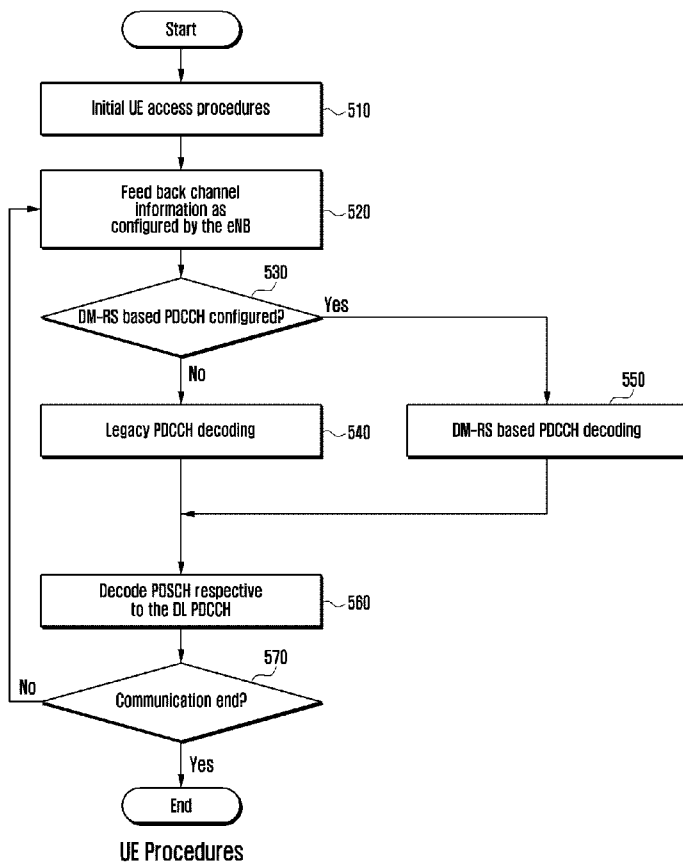 Start
Initial UE access procedures
510
Feed back channel
information as
configured by the eNB
520
530
DM-RS based PDCCH configured?
Yes
No
550
Legacy PDCCH decoding
540
DM-RS based PDCCH decoding
Decode PDSCH respective
to the DL PDCCH
560
570
No
Communication end?
Yes
End
UE Procedures